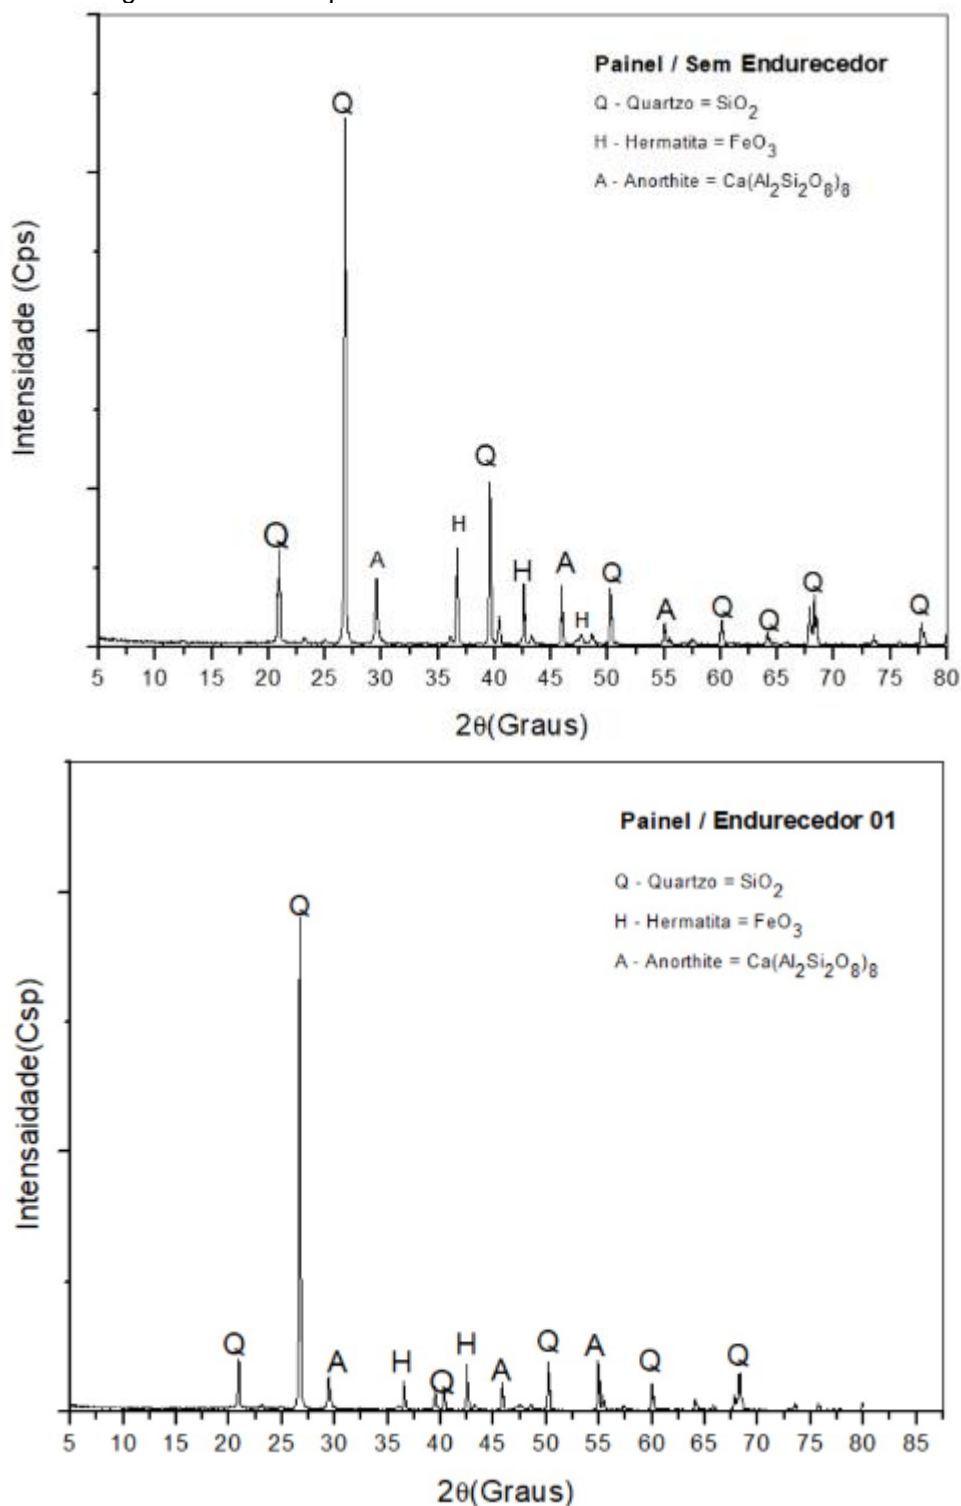 Painel / Sem Endurecedor
Q - Quartzo = SiO2
H - Hermatita = FeO3
A - Anorthite = Ca(Al2Si2O8)8
Intensidade (Cps)
Q
Q
Q
A
H
H
A
H
Q
A
Q
Q
Q
Q
5 10 15 20 25 30 35 40 45 50 55 60 65 70 75 80
2θ(Graus)
Painel / Endurecedor 01
Q - Quartzo = SiO2
H - Hermatita = FeO3
A - Anorthite = Ca(Al2Si2O8)8
Intensaidade(Csp)
Q
Q
A
H
Q
H
A
Q
A
Q
Q
5 10 15 20 25 30 35 40 45 50 55 60 65 70 75 80 85
2θ(Graus)